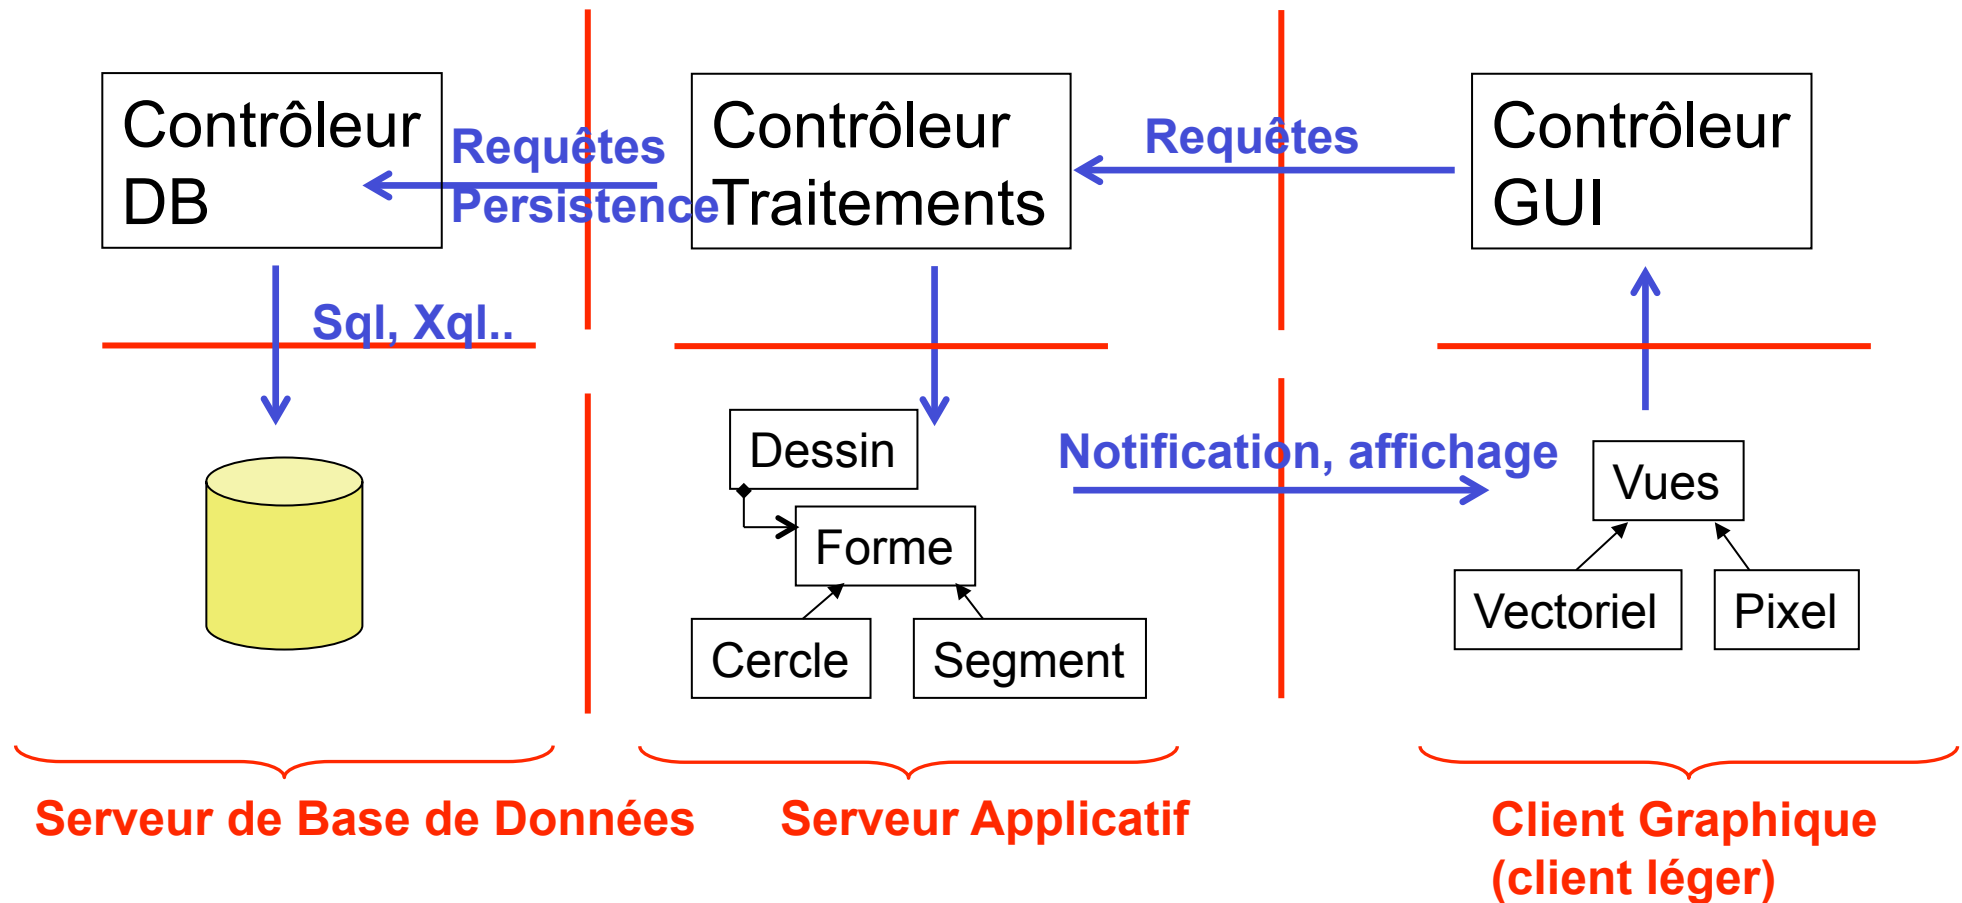 Contrôleur
DB
Requêtes
Persistence
Contrôleur
Traitements
Requêtes
Contrôleur
GUI
Sql, Xql..
Dessin
Forme
Cercle
Segment
Notification, affichage
Vues
Vectoriel
Pixel
Serveur de Base de Données
Serveur Applicatif
Client Graphique
(client léger)